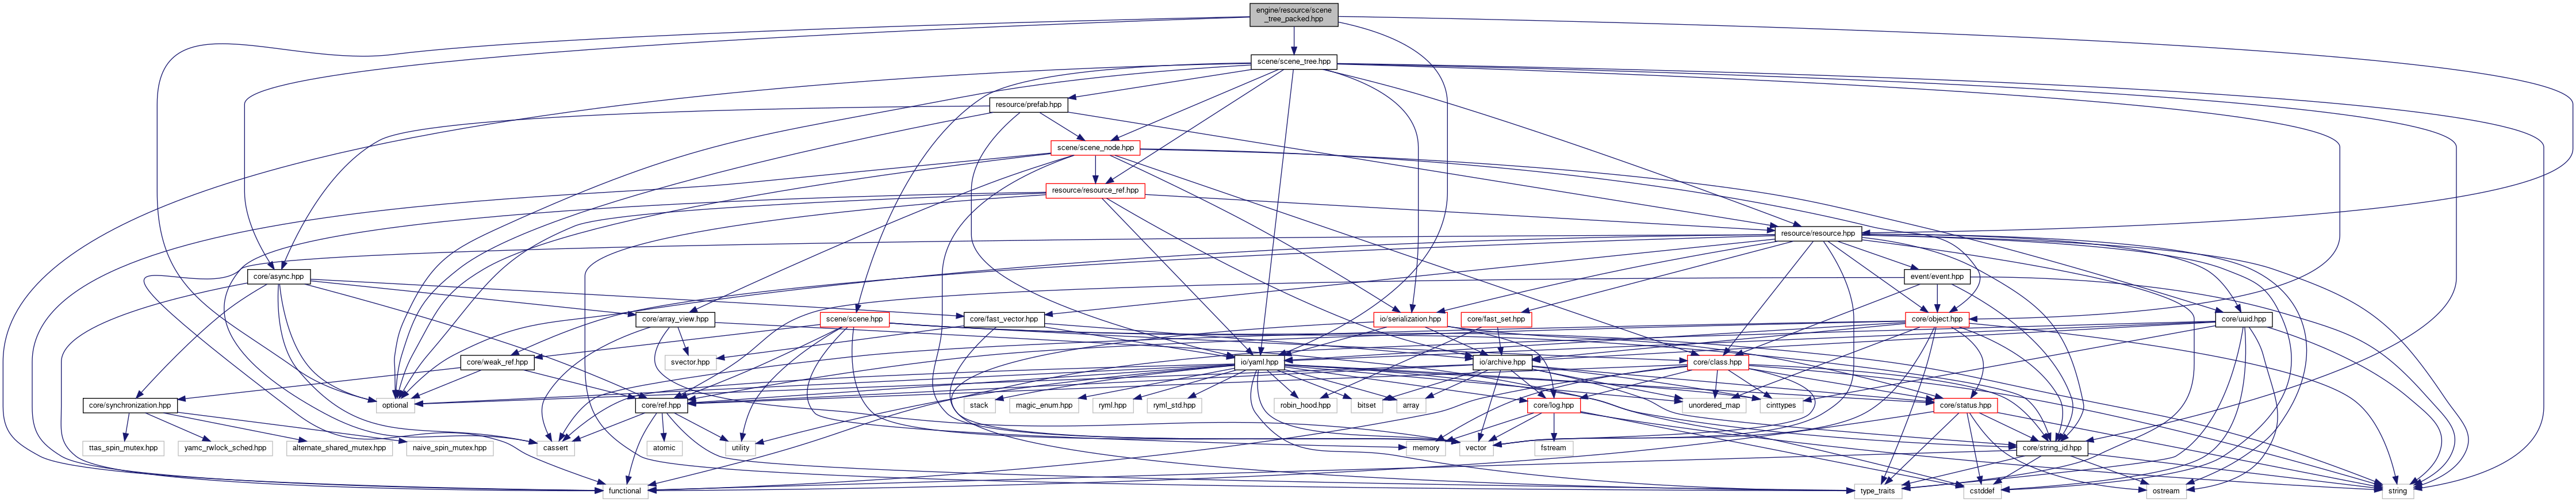 engine/resource/scene
_tree_packed.hpp
scene/scene_tree.hpp
resource/prefab.hpp
scene/scene_node.hpp
resource/resource_ref.hpp
resource/resource.hpp
core/async.hpp
event/event.hpp
core/array_view.hpp
scene/scene.hpp
core/fast_vector.hpp
io/serialization.hpp
core/fast_set.hpp
core/object.hpp
core/uuid.hpp
core/weak_ref.hpp
svector.hpp
io/yaml.hpp
io/archive.hpp
core/class.hpp
core/synchronization.hpp
optional
core/ref.hpp
stack
magic_enum.hpp
ryml.hpp
ryml_std.hpp
robin_hood.hpp
bitset
array
core/log.hpp
unordered_map
cinttypes
core/status.hpp
ttas_spin_mutex.hpp
yamc_rwlock_sched.hpp
alternate_shared_mutex.hpp
naive_spin_mutex.hpp
cassert
atomic
utility
memory
vector
fstream
core/string_id.hpp
functional
type_traits
cstddef
ostream
string